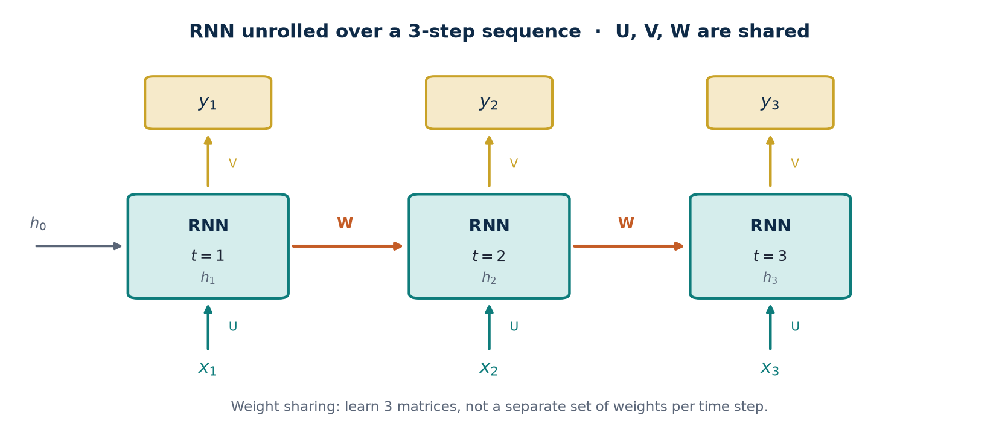 RNN unrolled over a 3-step sequence · U, V, W are shared
y₁ y₂ y₃
V V V
h₀ W W
RNN RNN RNN
t = 1 t = 2 t = 3
h₁ h₂ h₃
U U U
x₁ x₂ x₃
Weight sharing: learn 3 matrices, not a separate set of weights per time step.